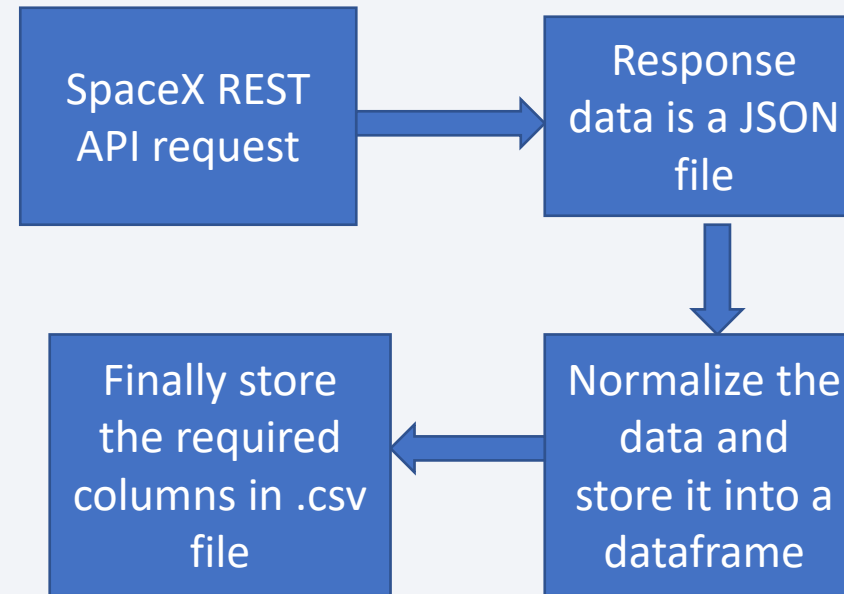 SpaceX REST
API request
Response
data is a JSON
file
Normalize the
data and
store it into a
dataframe
Finally store
the required
columns in .csv
file